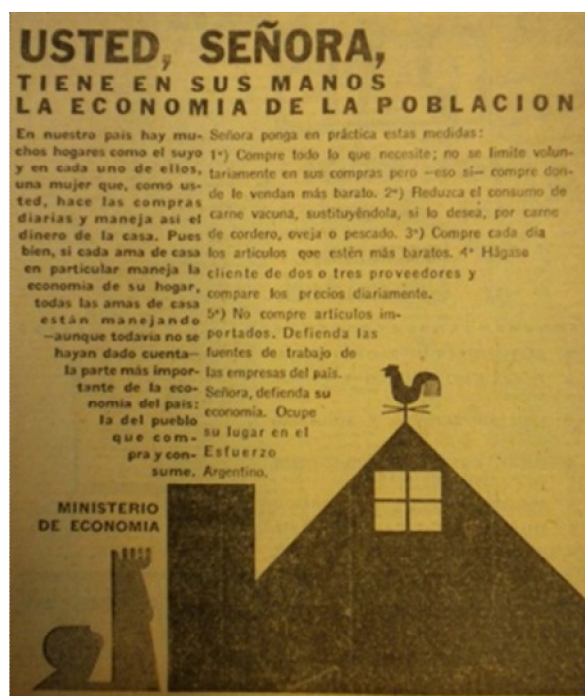 USTED, SEÑORA,
TIENE EN SUS MANOS
LA ECONOMIA DE LA POBLACION
En nuestro país hay mu-
chos hogares como el suyo
y en cada uno de ellos,
una mujer que, como us-
ted, hace las compras
diarias y maneja así el
dinero de la casa. Pues
bien, si cada ama de casa
en particular maneja la
economía de su hogar,
todas las amas de casa
están manejando
—aunque todavía no se
hayan dado cuenta—
la parte más impor-
tante de la eco-
nomía del país:
la del pueblo
que com-
pra y con-
sume.
Señora ponga en práctica estas medidas:
1º) Compre todo lo que necesite; no se limite volun-
tariamente en sus compras pero —eso sí— compre don-
de le vendan más barato. 2º) Reduzca el consumo de
carne vacuna, sustituyéndola, si lo desea, por carne
de cordero, oveja o pescado. 3º) Compre cada día
los artículos que estén más baratos. 4º Hágase
cliente de dos o tres proveedores y
compare los precios diariamente.
5º) No compre artículos im-
portados. Defienda las
fuentes de trabajo de
las empresas del país.
Señora, defienda su
economía. Ocupe
su lugar en el
Esfuerzo
Argentino.
MINISTERIO
DE ECONOMIA